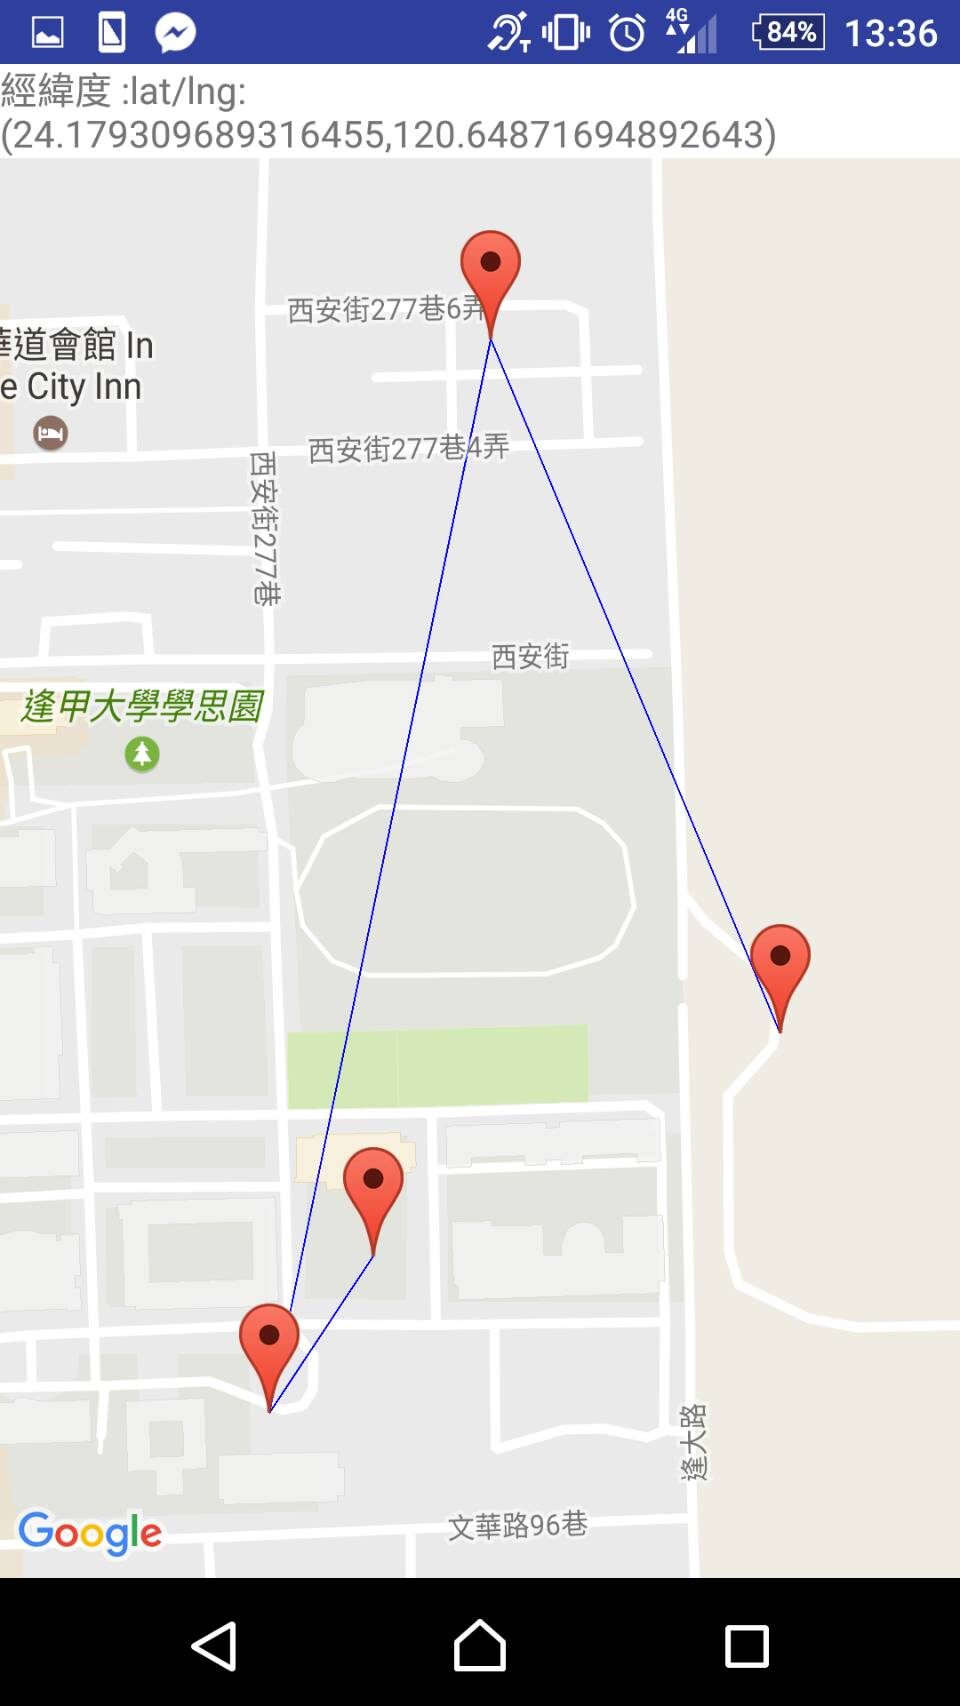 4G
84%
13:36
經緯度 :lat/lng:
(24.179309689316455,120.64871694892643)
西安街277巷6弄
華道會館 In
e City Inn
西安街277巷4弄
西安街277巷
西安街
逢甲大學學思園
逢大路
文華路96巷
Google